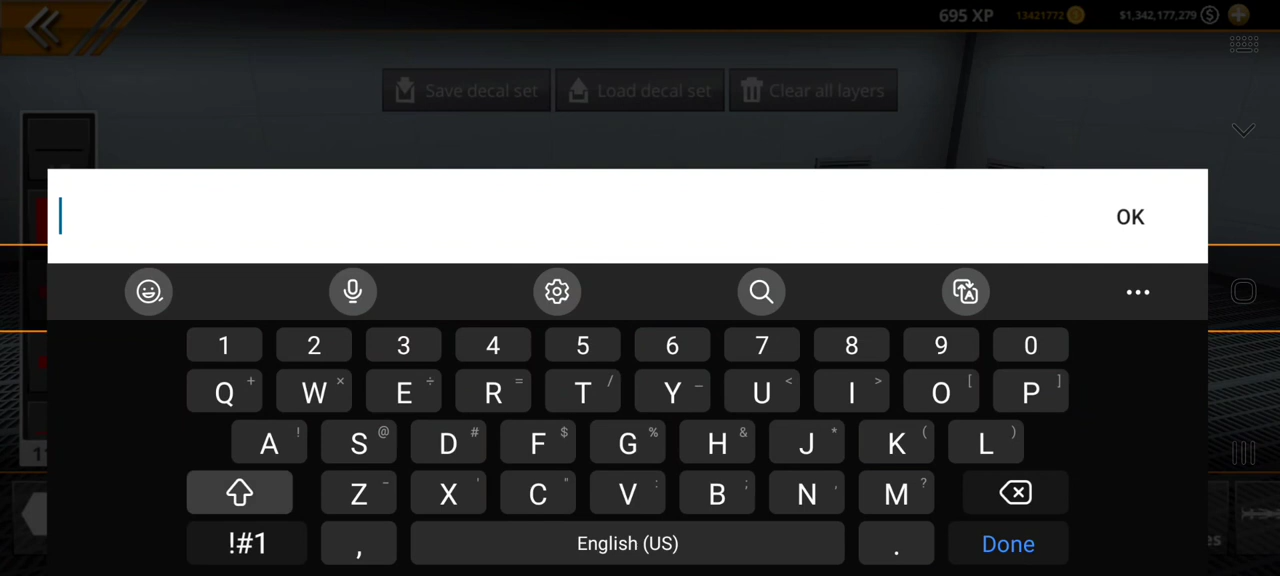 695 XP 13421772 $1,342,177,279
Save decal set Load decal set Clear all layers
OK
1 2 3 4 5 6 7 8 9 0
Q + W × E ÷ R = T / Y _ U < I > O [ P ]
A ! S @ D # F $ G % H & J * K ( L )
Z - X ' C " V : B ; N , M ?
!#1 , English (US) . Done